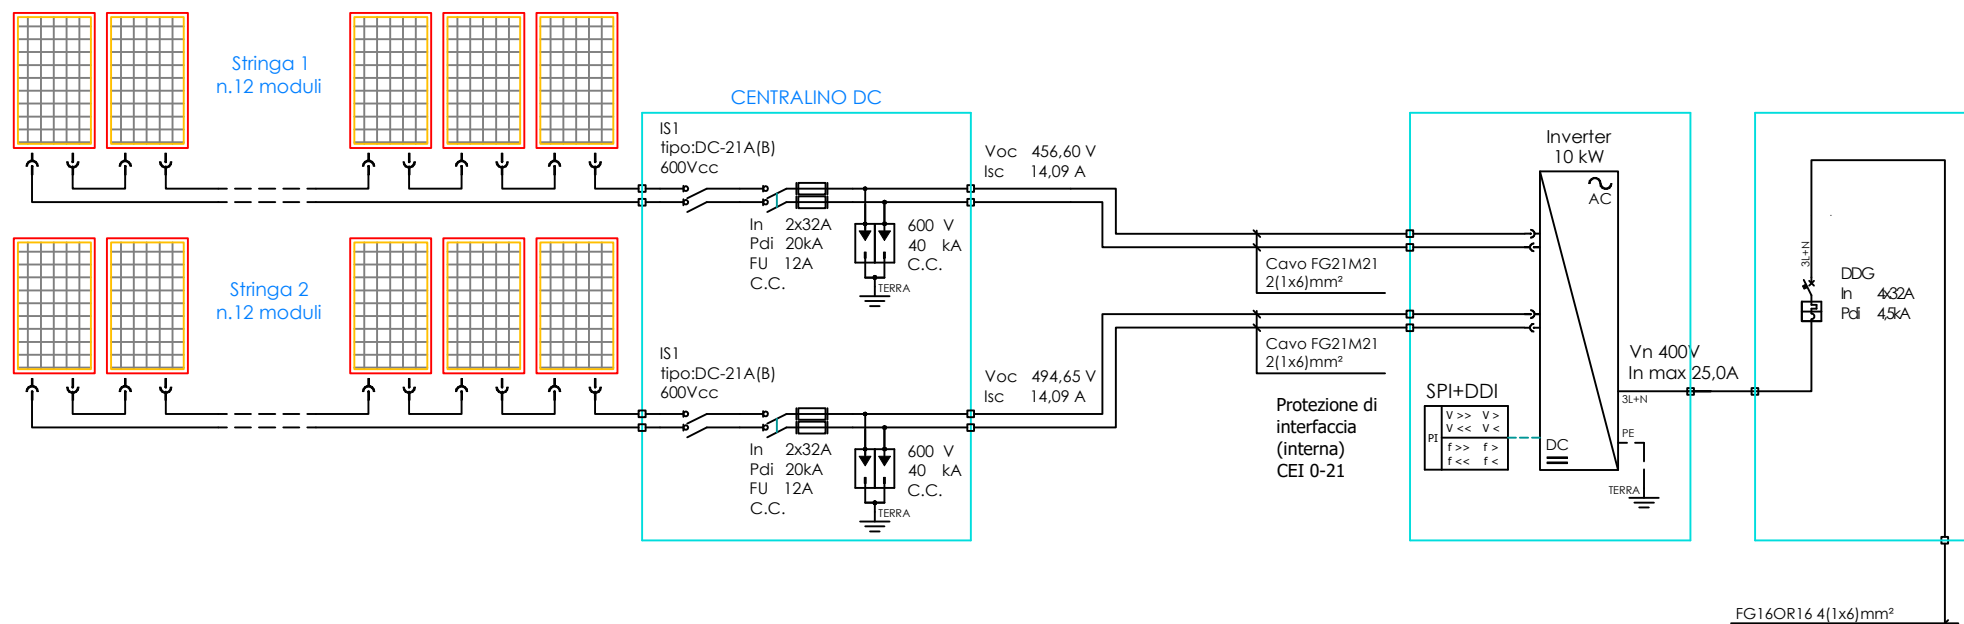 Stringa 1
n.12 moduli
CENTRALINO DC
IS1
tipo:DC-21A(B)
600Vcc
In 2x32A
Pdi 20kA
FU 12A
C.C.
600 V
40 kA
C.C.
TERRA
Voc 456,60 V
Isc 14,09 A
Cavo FG21M21
2(1x6)mm²
Stringa 2
n.12 moduli
IS1
tipo:DC-21A(B)
600Vcc
In 2x32A
Pdi 20kA
FU 12A
C.C.
600 V
40 kA
C.C.
TERRA
Voc 494,65 V
Isc 14,09 A
Cavo FG21M21
2(1x6)mm²
Protezione di
interfaccia
(interna)
CEI 0-21
Inverter
10 kW
AC
DC
SPI+DDI
PI
V >> V >
V << V <
f >> f >
f << f <
Vn 400V
In max 25,0A
3L+N
PE
TERRA
3L+N
DDG
In 4x32A
Pdi 4,5kA
FG16OR16 4(1x6)mm²